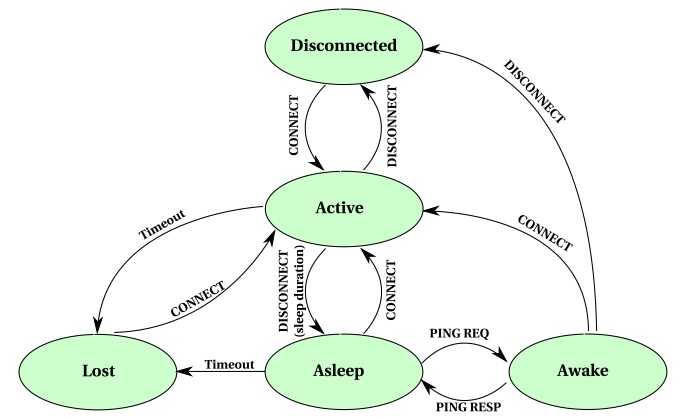 Disconnected
CONNECT
DISCONNECT
DISCONNECT
Active
Timeout
CONNECT
CONNECT
DISCONNECT
(sleep duration)
CONNECT
PING REQ
Lost
Timeout
Asleep
Awake
PING RESP